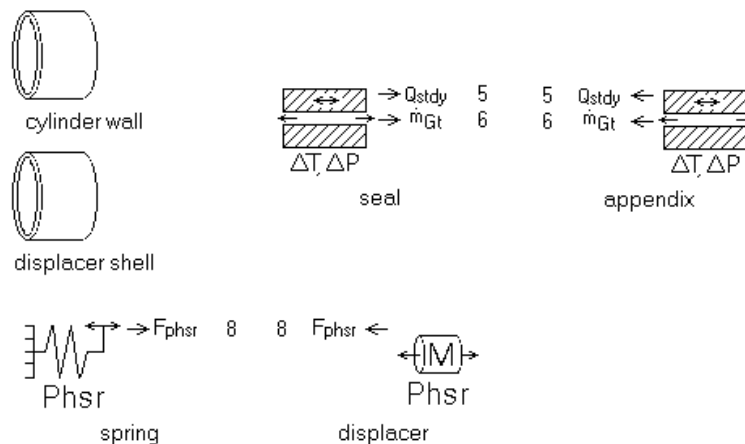 cylinder wall
Qstdy 5 5 Qstdy
ṁGt 6 6 ṁGt
ΔT, ΔP ΔT, ΔP
seal appendix
displacer shell
Fphsr 8 8 Fphsr
M
Phsr Phsr
spring displacer